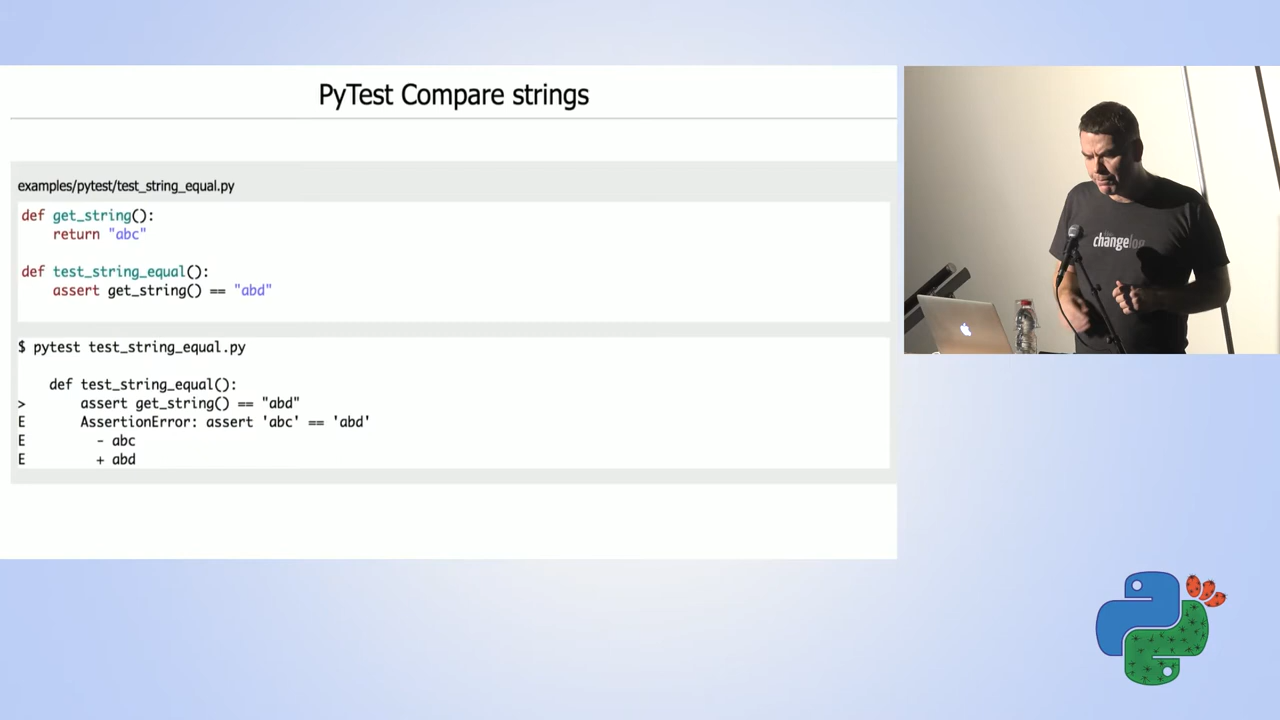 PyTest Compare strings
examples/pytest/test_string_equal.py
def get_string():
    return "abc"
def test_string_equal():
    assert get_string() == "abd"
$ pytest test_string_equal.py
    def test_string_equal():
>       assert get_string() == "abd"
E       AssertionError: assert 'abc' == 'abd'
E         - abc
E         + abd
changelog